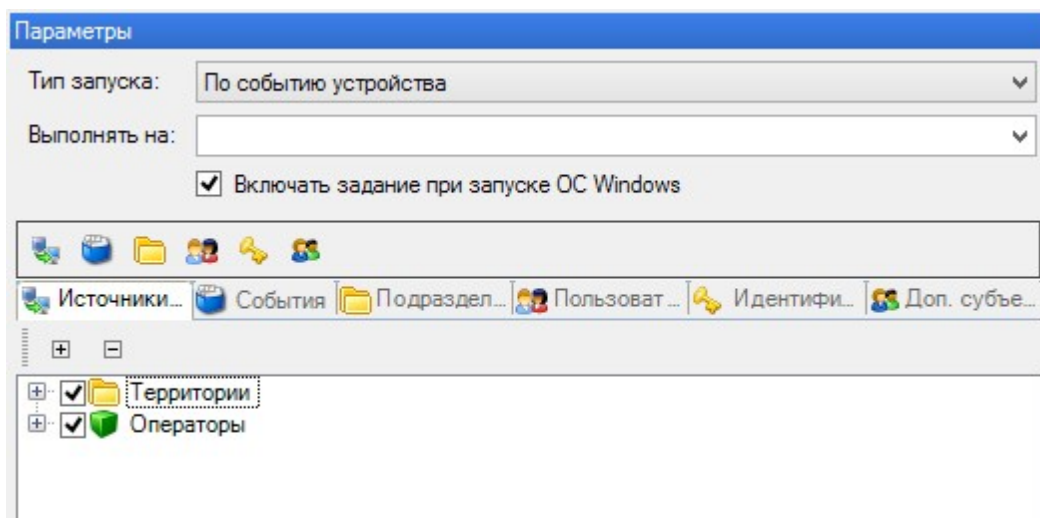 Параметры
Тип запуска: По событию устройства
Выполнять на:
Включать задание при запуске ОС Windows
Источники... События Подраздел... Пользоват ... Идентифи... Доп. субъе...
Территории
Операторы